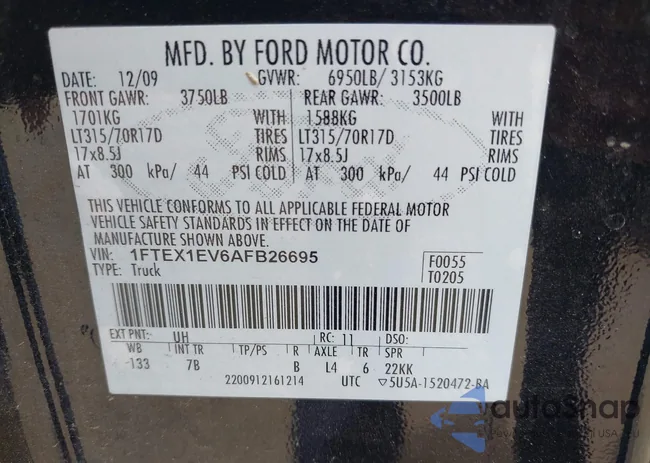 MFD. BY FORD MOTOR CO.
DATE: 12/09 GVWR: 6950LB/ 3153KG
FRONT GAWR: 3750LB REAR GAWR: 3500LB
1701KG WITH 1588KG WITH
LT315/70R17D TIRES LT315/70R17D TIRES
17x8.5J RIMS 17x8.5J RIMS
AT 300 kPa/ 44 PSI COLD AT 300 kPa/ 44 PSI COLD
THIS VEHICLE CONFORMS TO ALL APPLICABLE FEDERAL MOTOR
VEHICLE SAFETY STANDARDS IN EFFECT ON THE DATE OF
MANUFACTURE SHOWN ABOVE.
VIN: 1FTEX1EV6AFB26695 F0055
TYPE: Truck T0205
EXT PNT: UH RC: 11 DSO:
WB INT TR TP/PS R AXLE TR SPR
-133 7B B L4 6 22KK
2200912161214 UTC ▽5U5A-1520472-BA
autoSnap